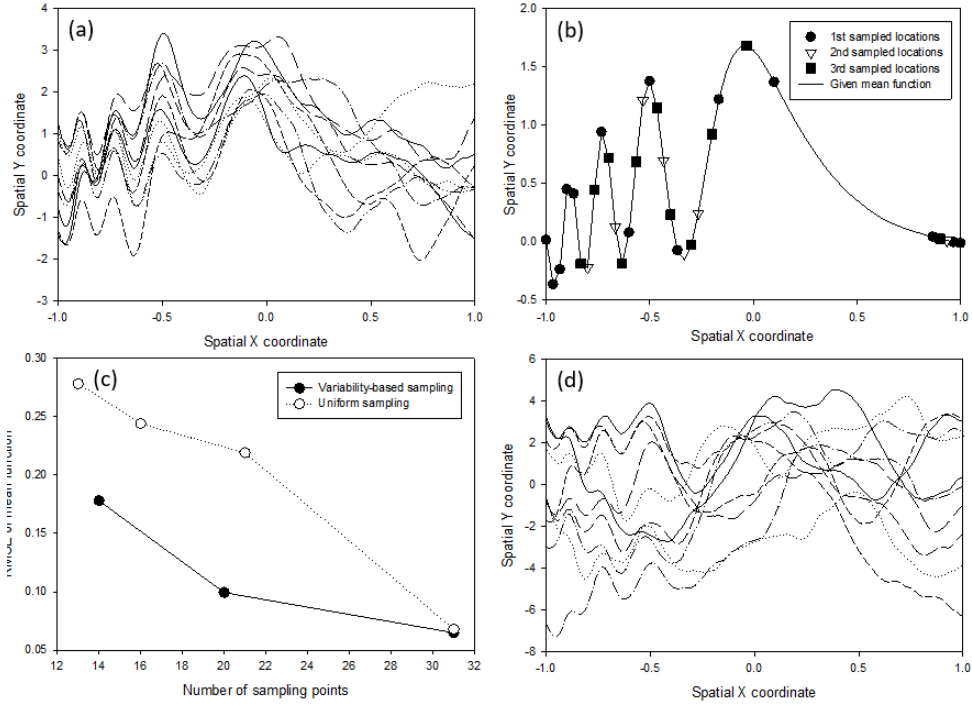 (a)
4
3
2
1
0
-1
-2
-3
Spatial Y coordinate
-1.0 -0.5 0.0 0.5 1.0
Spatial X coordinate
(b)
2.0
1.5
1.0
0.5
0.0
-0.5
Spatial Y coordinate
1st sampled locations
2nd sampled locations
3rd sampled locations
Given mean function
-1.0 -0.5 0.0 0.5 1.0
Spatial X coordinate
(c)
0.30
0.25
0.20
0.15
0.10
0.05
Variability-based sampling
Uniform sampling
12 14 16 18 20 22 24 26 28 30 32
Number of sampling points
(d)
6
4
2
0
-2
-4
-6
-8
Spatial Y coordinate
-1.0 -0.5 0.0 0.5 1.0
Spatial X coordinate